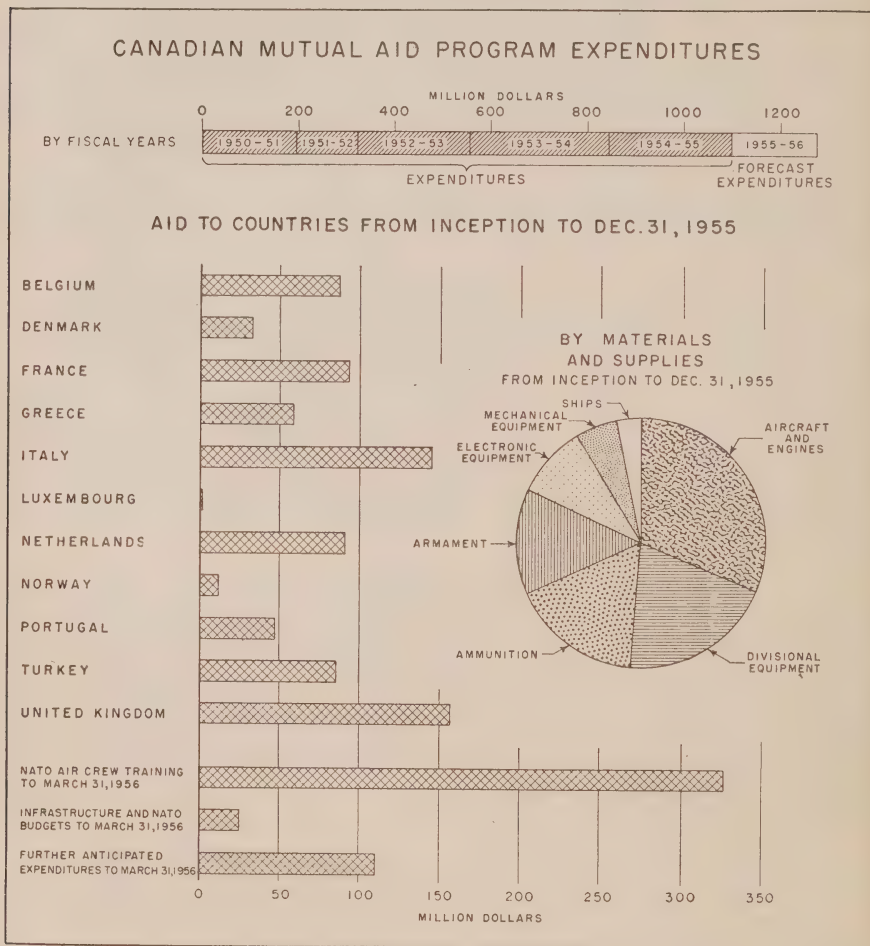 CANADIAN MUTUAL AID PROGRAM EXPENDITURES
MILLION DOLLARS
0 200 400 600 800 1000 1200
BY FISCAL YEARS 1950-51 1951-52 1952-53 1953-54 1954-55 1955-56
EXPENDITURES
FORECAST
EXPENDITURES
AID TO COUNTRIES FROM INCEPTION TO DEC. 31, 1955
BELGIUM
DENMARK
FRANCE
GREECE
ITALY
LUXEMBOURG
NETHERLANDS
NORWAY
PORTUGAL
TURKEY
UNITED KINGDOM
NATO AIR CREW TRAINING
TO MARCH 31, 1956
INFRASTRUCTURE AND NATO
BUDGETS TO MARCH 31, 1956
FURTHER ANTICIPATED
EXPENDITURES TO MARCH 31, 1956
0 50 100 150 200 250 300 350
MILLION DOLLARS
BY MATERIALS
AND SUPPLIES
FROM INCEPTION TO DEC. 31, 1955
SHIPS
MECHANICAL
EQUIPMENT
ELECTRONIC
EQUIPMENT
ARMAMENT
AMMUNITION
AIRCRAFT
AND
ENGINES
DIVISIONAL
EQUIPMENT